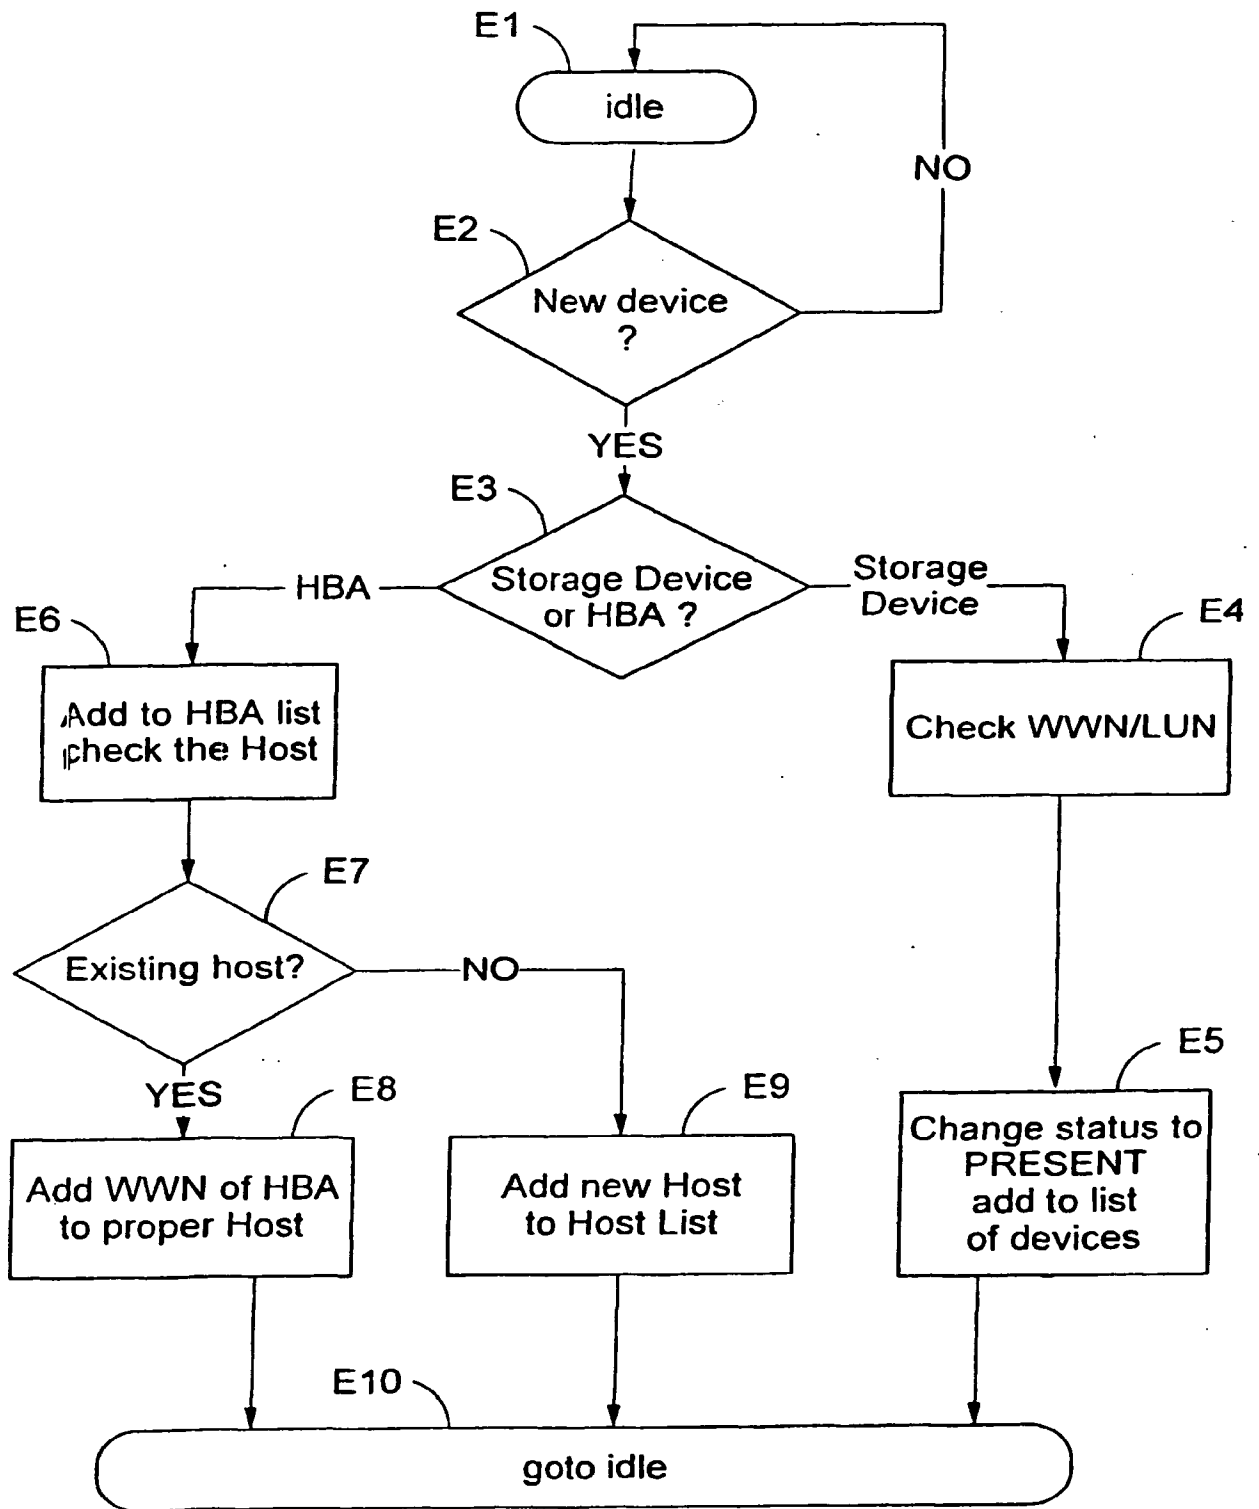 E1
idle
NO
E2
New device
?
YES
E3
Storage Device
or HBA ?
HBA
Storage
Device
E6
Add to HBA list
check the Host
E4
Check WWN/LUN
E7
Existing host?
NO
YES
E8
Add WWN of HBA
to proper Host
E9
Add new Host
to Host List
E5
Change status to
PRESENT
add to list
of devices
E10
goto idle